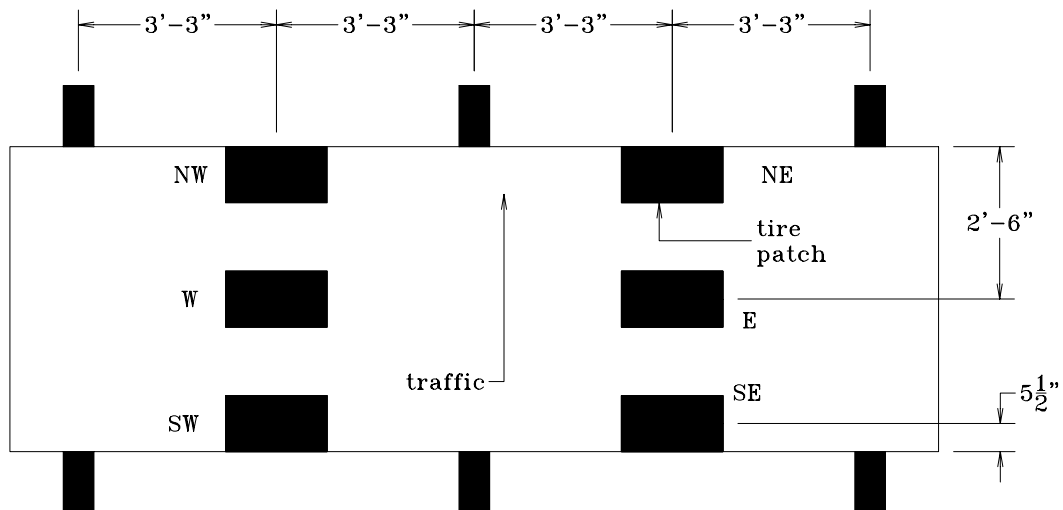 3'-3" 3'-3" 3'-3" 3'-3"
NW NE
2'-6"
tire
patch
W E
traffic
SE
5½"
SW